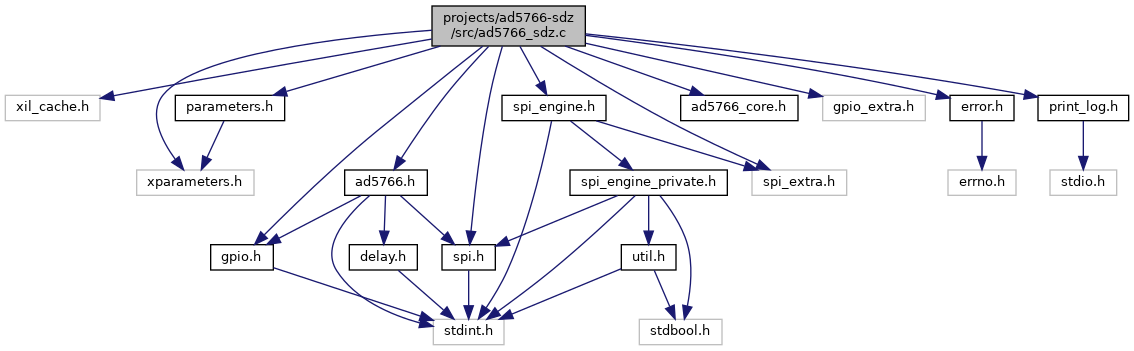 projects/ad5766-sdz
/src/ad5766_sdz.c
xil_cache.h
parameters.h
spi_engine.h
ad5766_core.h
gpio_extra.h
error.h
print_log.h
xparameters.h
ad5766.h
spi_engine_private.h
spi_extra.h
errno.h
stdio.h
gpio.h
delay.h
spi.h
util.h
stdint.h
stdbool.h